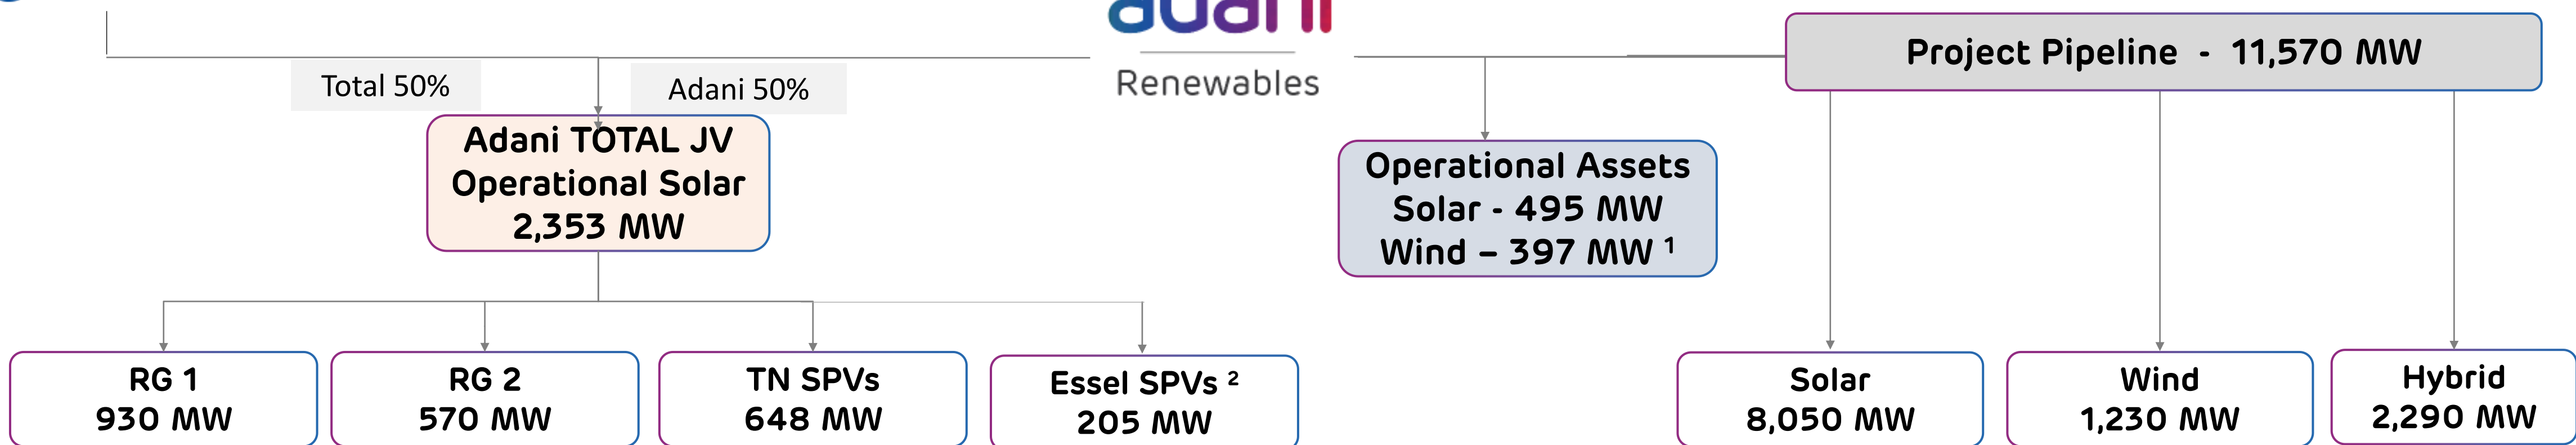 adani
Renewables
Project Pipeline - 11,570 MW
Total 50%
Adani 50%
Adani TOTAL JV
Operational Solar
2,353 MW
Operational Assets
Solar - 495 MW
Wind – 397 MW ¹
RG 1
930 MW
RG 2
570 MW
TN SPVs
648 MW
Essel SPVs ²
205 MW
Solar
8,050 MW
Wind
1,230 MW
Hybrid
2,290 MW